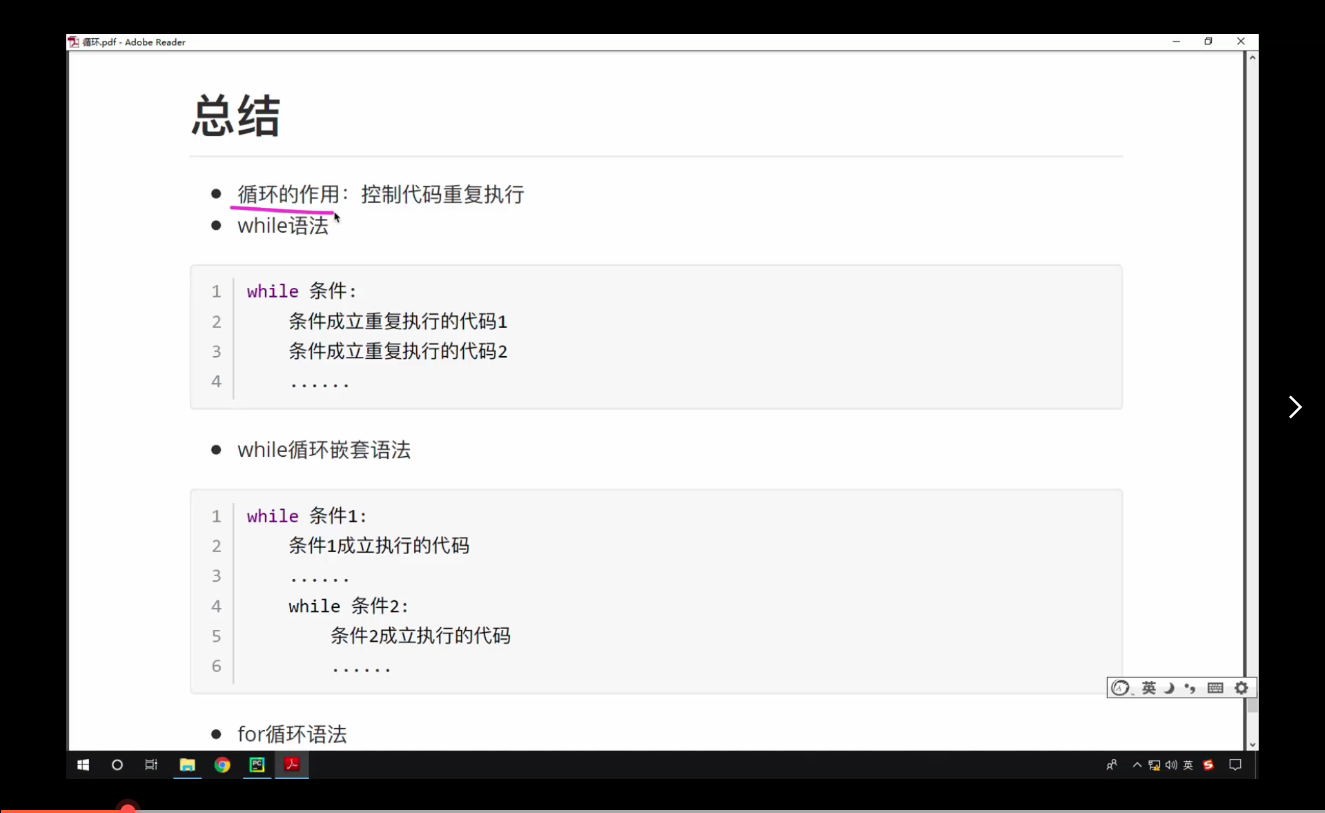 循环.pdf - Adobe Reader
总结
循环的作用：控制代码重复执行
while语法
1 while 条件:
2 条件成立重复执行的代码1
3 条件成立重复执行的代码2
4 ......
while循环嵌套语法
1 while 条件1:
2 条件1成立执行的代码
3 ......
4 while 条件2:
5 条件2成立执行的代码
6 ......
英
for循环语法
PC
英
S